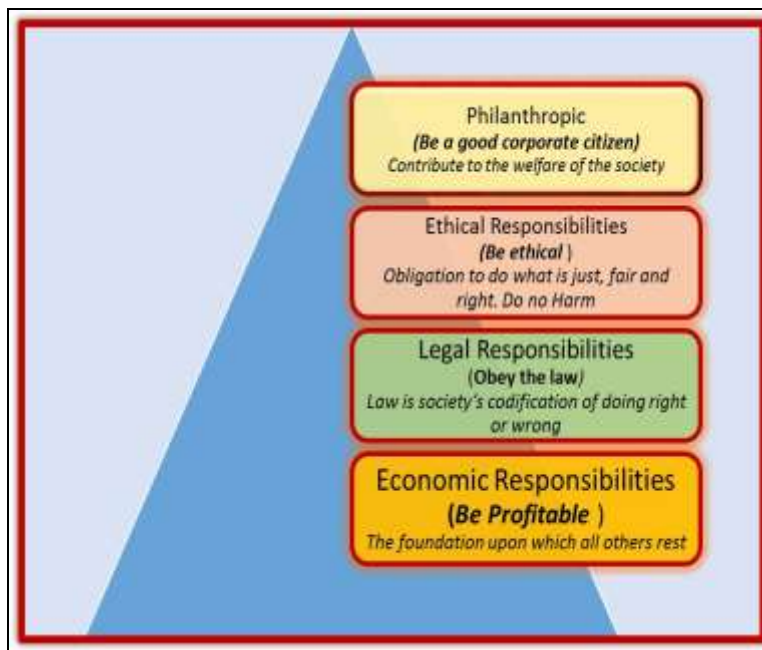 Philanthropic
(Be a good corporate citizen)
Contribute to the welfare of the society
Ethical Responsibilities
(Be ethical )
Obligation to do what is just, fair and
right. Do no Harm
Legal Responsibilities
(Obey the law)
Law is society's codification of doing right
or wrong
Economic Responsibilities
(Be Profitable )
The foundation upon which all others rest